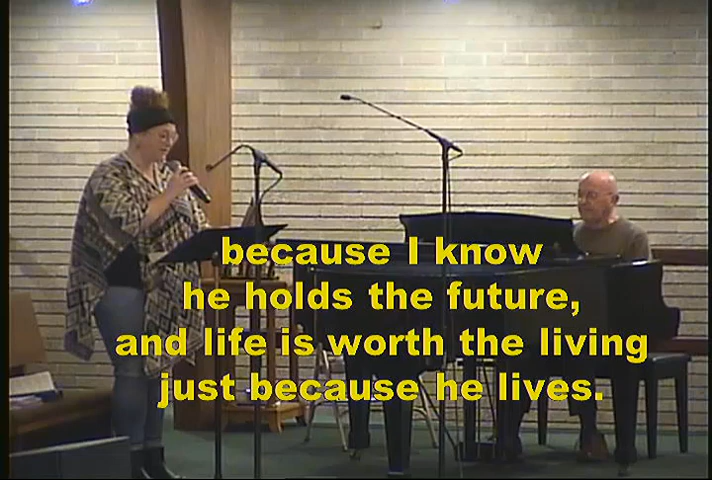 because I know
he holds the future,
and life is worth the living
just because he lives.